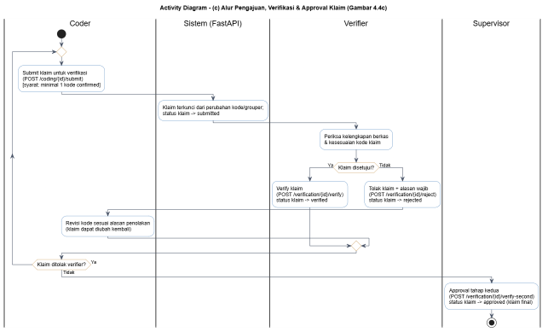 Activity Diagram - (c) Alur Pengajuan, Verifikasi & Approval Klaim (Gambar 4.4c)
Coder
Sistem (FastAPI)
Verifier
Supervisor
Submit klaim untuk verifikasi
(POST /coding/{id}/submit)
[syarat: minimal 1 kode confirmed]
Klaim terkunci dari perubahan kode/grouper;
status klaim -> submitted
Periksa kelengkapan berkas
& kesesuaian kode klaim
Klaim disetujui?
Ya
Tidak
Verify klaim
(POST /verification/{id}/verify)
status klaim -> verified
Tolak klaim + alasan wajib
(POST /verification/{id}/reject)
status klaim -> rejected
Revisi kode sesuai alasan penolakan
(klaim dapat diubah kembali)
Klaim ditolak verifier?
Ya
Tidak
Approval tahap kedua
(POST /verification/{id}/verify-second)
status klaim -> approved (klaim final)